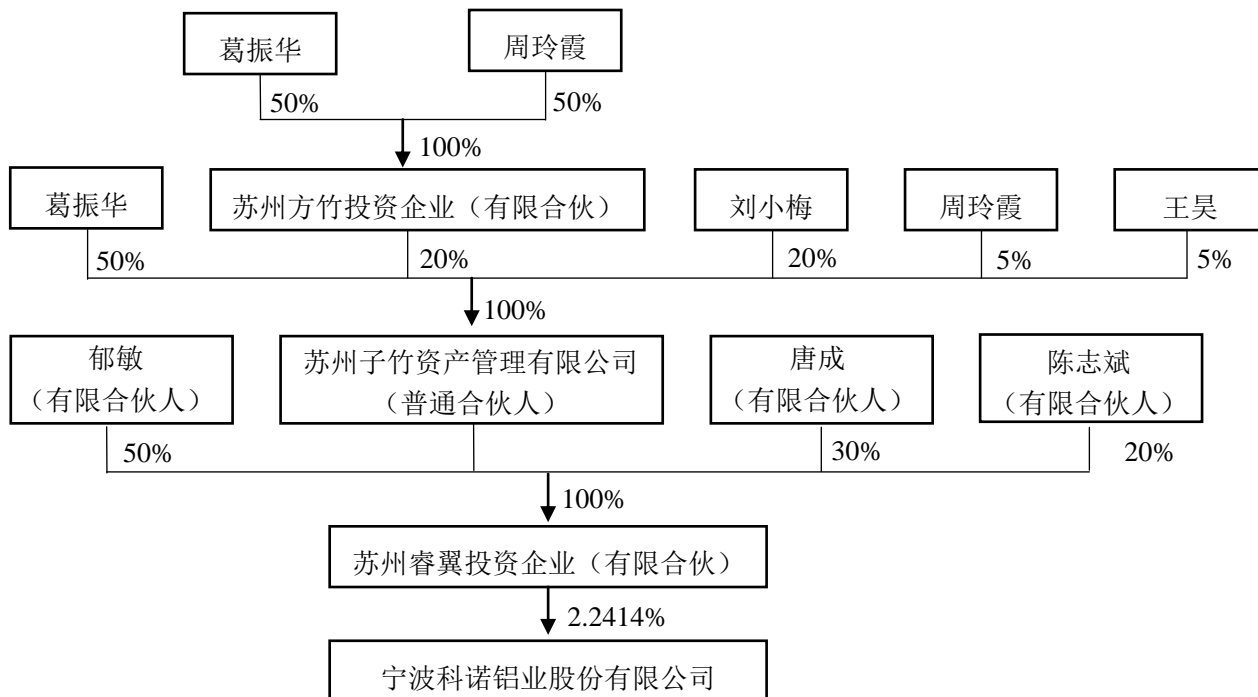 葛振华
周玲霞
50%
50%
100%
葛振华
苏州方竹投资企业（有限合伙）
刘小梅
周玲霞
王昊
50%
20%
20%
5%
5%
100%
郁敏
（有限合伙人）
苏州子竹资产管理有限公司
（普通合伙人）
唐成
（有限合伙人）
陈志斌
（有限合伙人）
50%
30%
20%
100%
苏州睿翼投资企业（有限合伙）
2.2414%
宁波科诺铝业股份有限公司